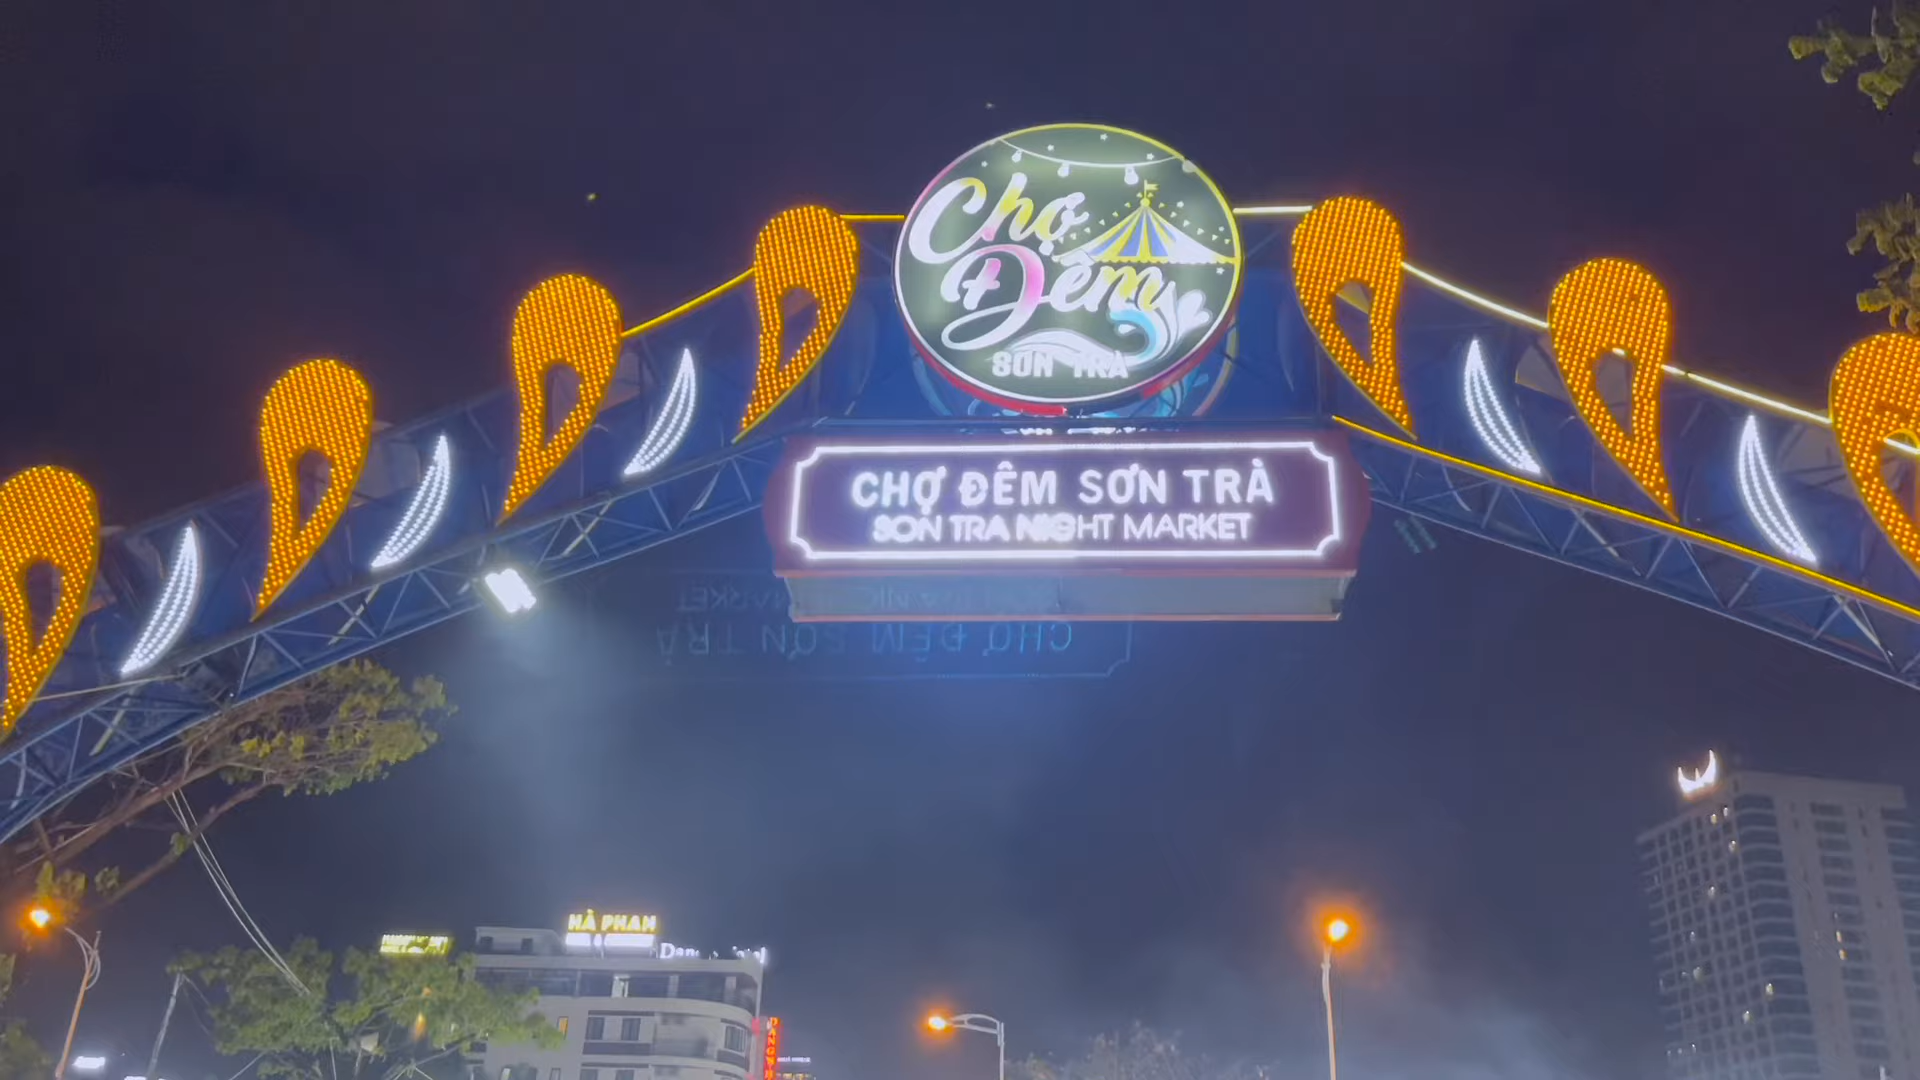 Chợ
Đêm
SƠN TRÀ
CHỢ ĐÊM SƠN TRÀ
SON TRA NIGHT MARKET
HÀ PHAN